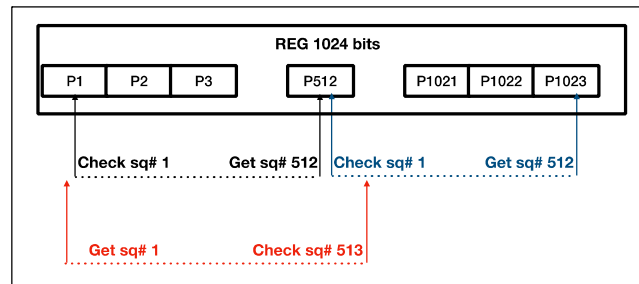 REG 1024 bits
P1 P2 P3 P512 P1021 P1022 P1023
Check sq# 1 Get sq# 512 Check sq# 1 Get sq# 512
Get sq# 1 Check sq# 513